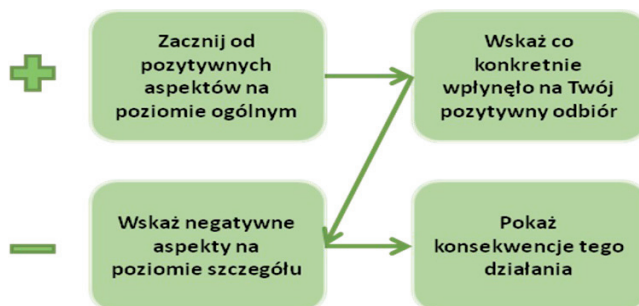 Zacznij od
pozytywnych
aspektów na
poziomie ogólnym
Wskaż co
konkretnie
wpłynęło na Twój
pozytywny odbiór
Wskaż negatywne
aspekty na
poziomie szczegółu
Pokaż
konsekwencje tego
działania